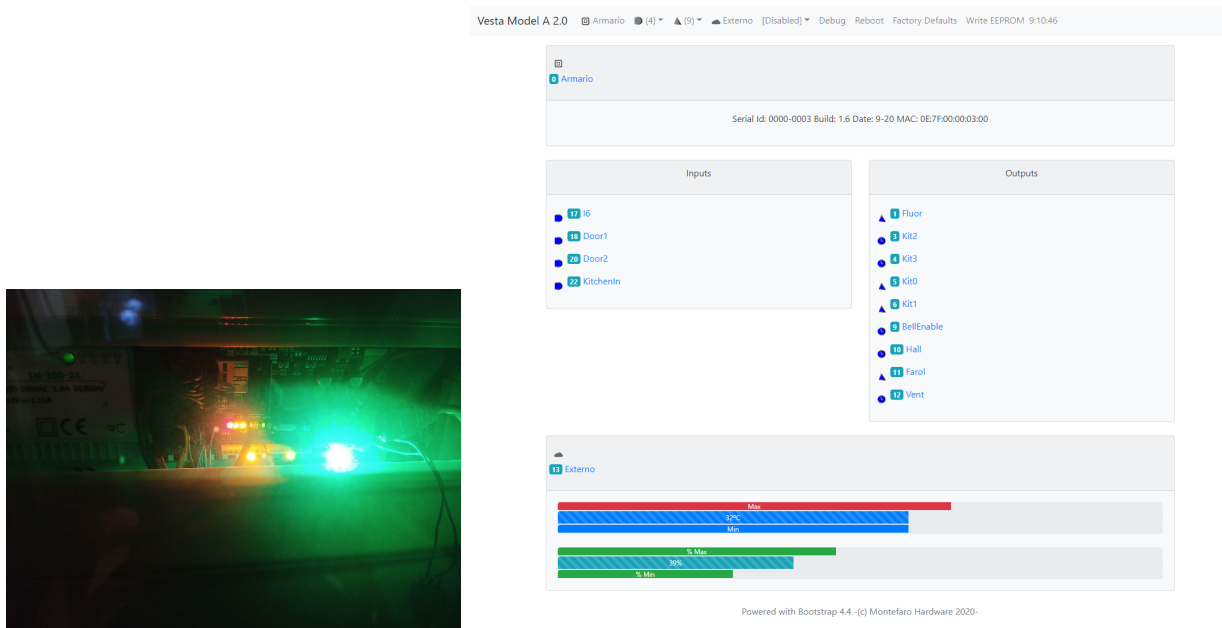 Vesta Model A 2.0 Armario (4) (9) Externo [Disabled] Debug Reboot Factory Defaults Write EEPROM 9:10:46
0 Armario
Serial Id: 0000-0003 Build: 1.6 Date: 9-20 MAC: 0E:7F:00:00:03:00
Inputs
17 I6
18 Door1
20 Door2
22 KitchenIn
Outputs
1 Fluor
3 Kit2
4 Kit3
5 Kit0
6 Kit1
9 BellEnable
10 Hall
11 Farol
12 Vent
13 Externo
Max
32ºC
Min
% Max
39%
% Min
Powered with Bootstrap 4.4 -(c) Montefaro Hardware 2020-
CE